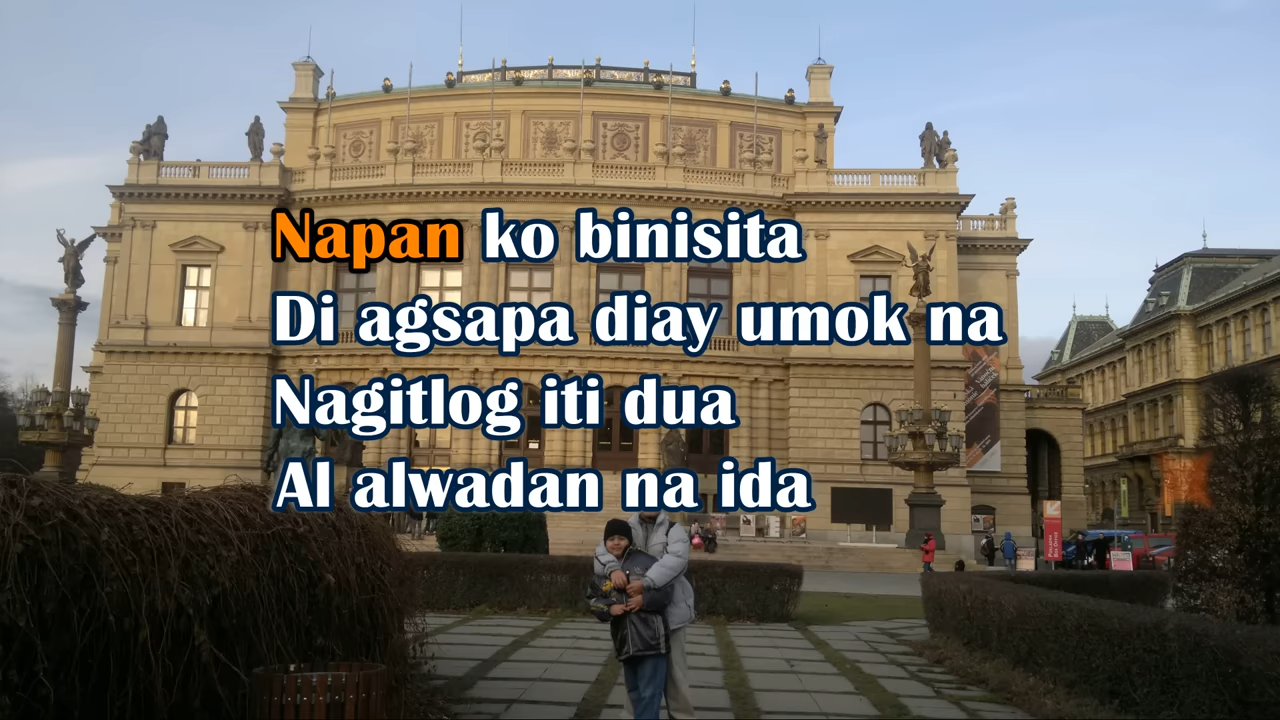 Napan ko binisita
Di agsapa diay umok na
Nagitlog iti dua
Al alwadan na ida